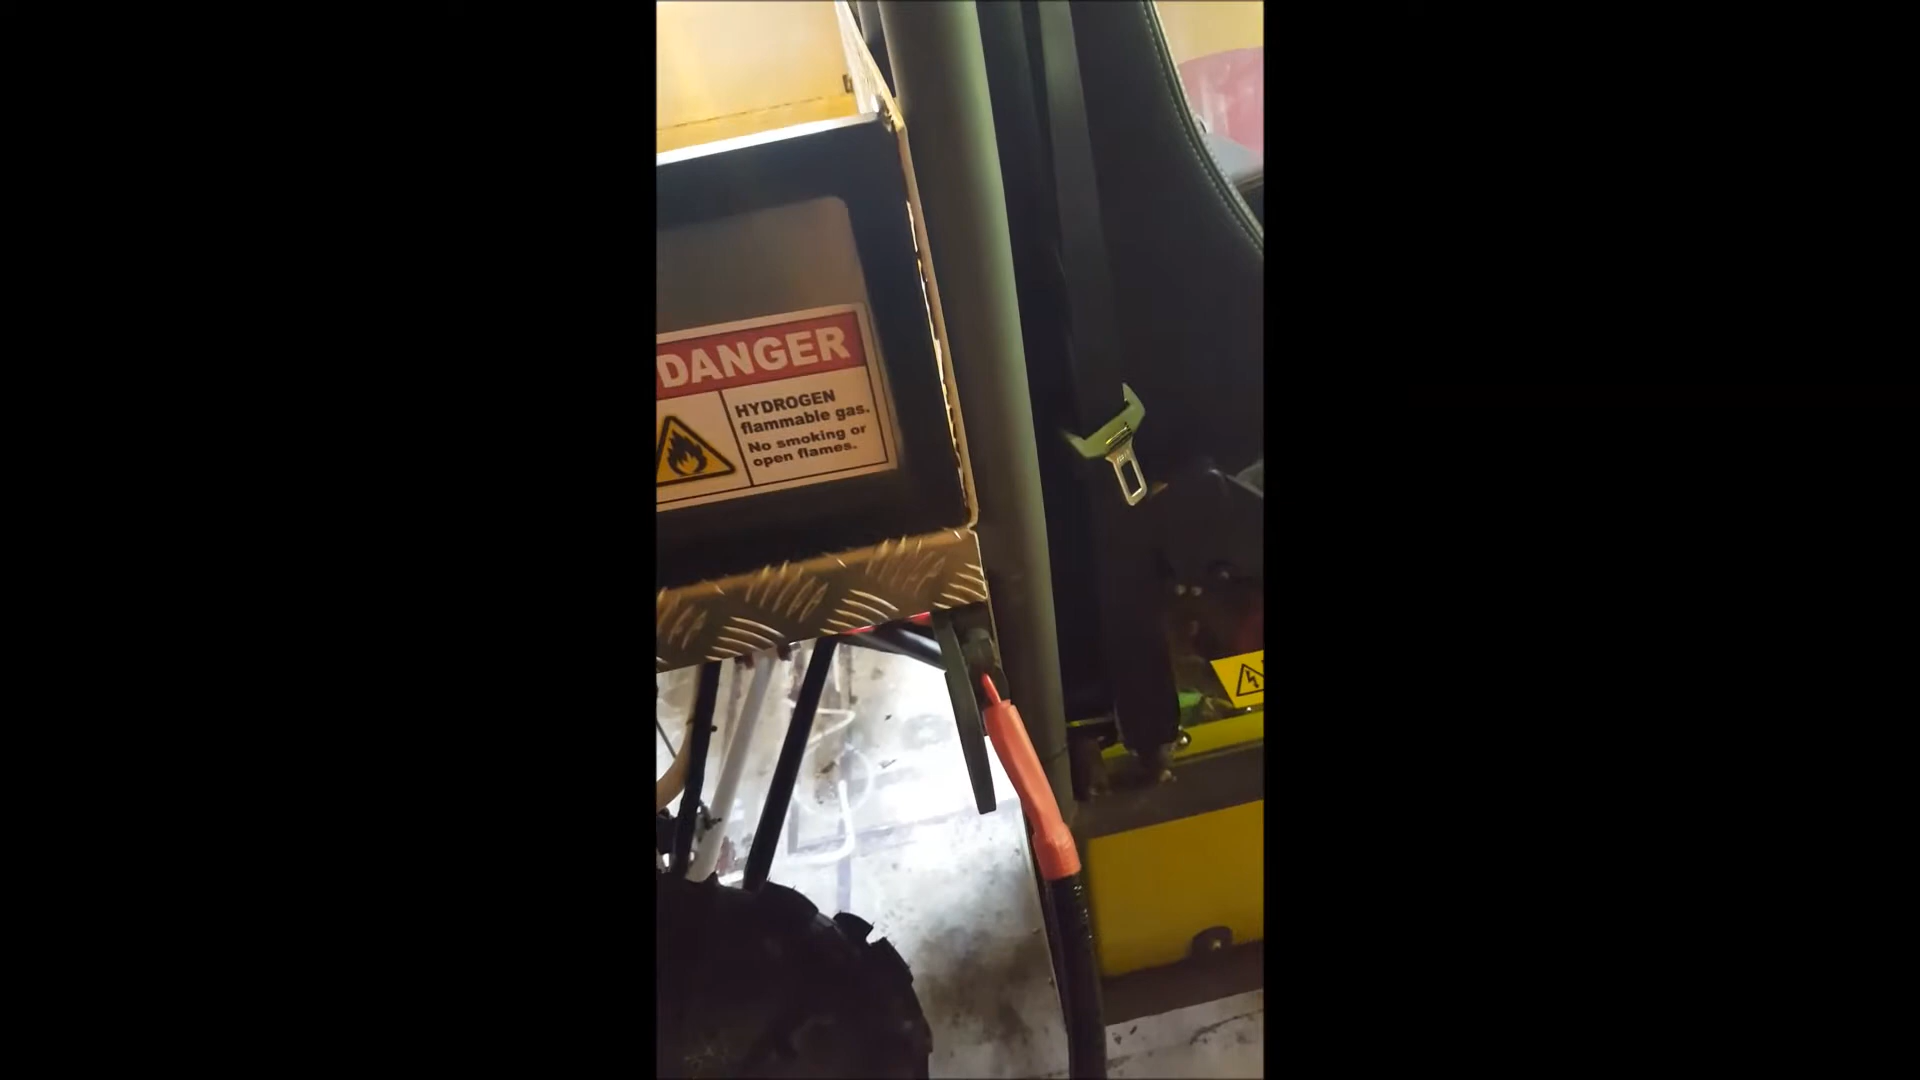 DANGER
HYDROGEN
flammable gas.
No smoking or
open flames.